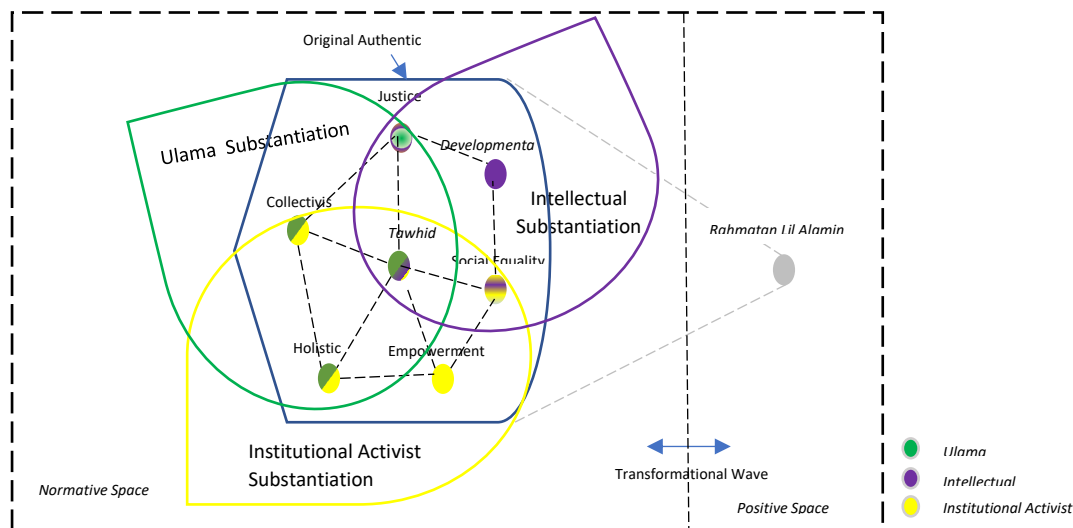 Original Authentic
Justice
Ulama Substantiation
Developmenta
Intellectual
Substantiation
Collectivis
Tawhid
Social Equality
Rahmatan Lil Alamin
Holistic
Empowerment
Institutional Activist
Substantiation
Transformational Wave
Normative Space
Positive Space
Ulama
Intellectual
Institutional Activist